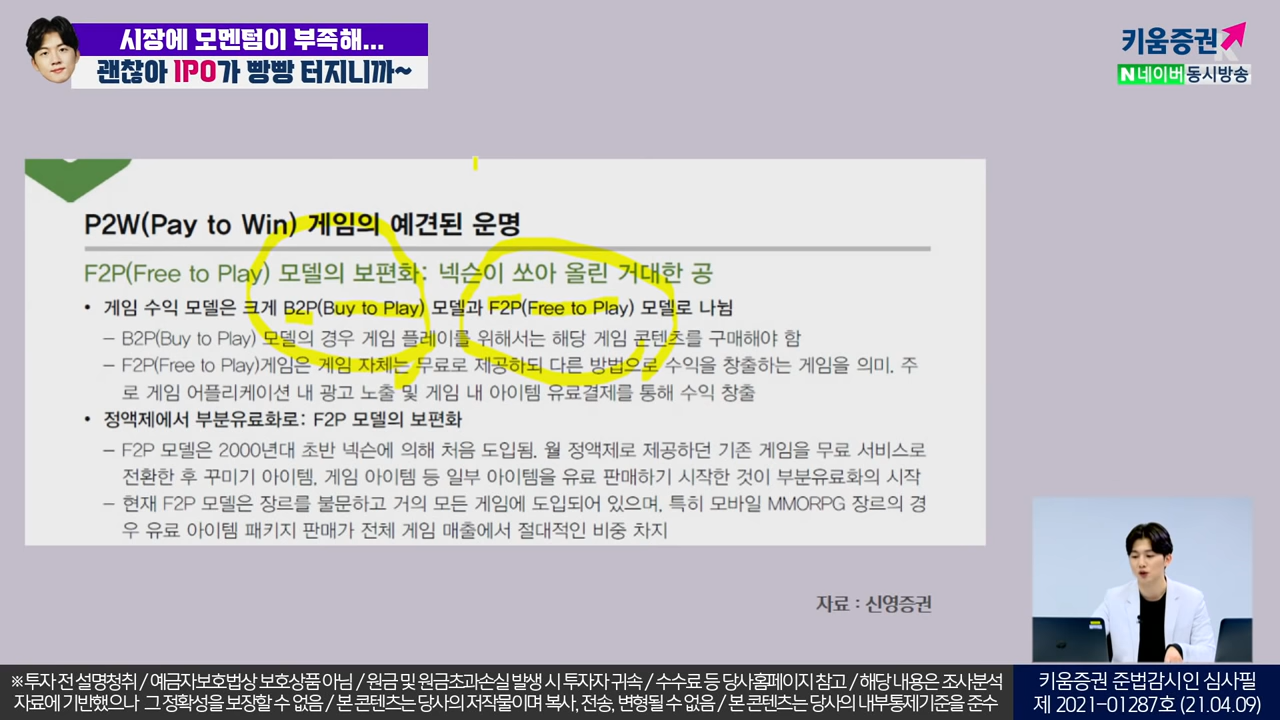 시장에 모멘텀이 부족해...
괜찮아 IPO가 빵빵 터지니까~
키움증권
N 네이버 동시방송
P2W(Pay to Win) 게임의 예견된 운명
F2P(Free to Play) 모델의 보편화: 넥슨이 쏘아 올린 거대한 공
• 게임 수익 모델은 크게 B2P(Buy to Play) 모델과 F2P(Free to Play) 모델로 나뉨
– B2P(Buy to Play) 모델의 경우 게임 플레이를 위해서는 해당 게임 콘텐츠를 구매해야 함
– F2P(Free to Play)게임은 게임 자체는 무료로 제공하되 다른 방법으로 수익을 창출하는 게임을 의미. 주
로 게임 어플리케이션 내 광고 노출 및 게임 내 아이템 유료결제를 통해 수익 창출
• 정액제에서 부분유료화로: F2P 모델의 보편화
– F2P 모델은 2000년대 초반 넥슨에 의해 처음 도입됨. 월 정액제로 제공하던 기존 게임을 무료 서비스로
전환한 후 꾸미기 아이템, 게임 아이템 등 일부 아이템을 유료 판매하기 시작한 것이 부분유료화의 시작
– 현재 F2P 모델은 장르를 불문하고 거의 모든 게임에 도입되어 있으며, 특히 모바일 MMORPG 장르의 경
우 유료 아이템 패키지 판매가 전체 게임 매출에서 절대적인 비중 차지
자료 : 신영증권
※투자 전 설명청취 / 예금자보호법상 보호상품 아님 / 원금 및 원금초과손실 발생 시 투자자 귀속 / 수수료 등 당사홈페이지 참고 / 해당 내용은 조사분석
자료에 기반했으나 그 정확성을 보장할 수 없음 / 본 콘텐츠는 당사의 저작물이며 복사, 전송, 변형될 수 없음 / 본 콘텐츠는 당사의 내부통제기준을 준수
키움증권 준법감시인 심사필
제 2021-01287호 (21.04.09)